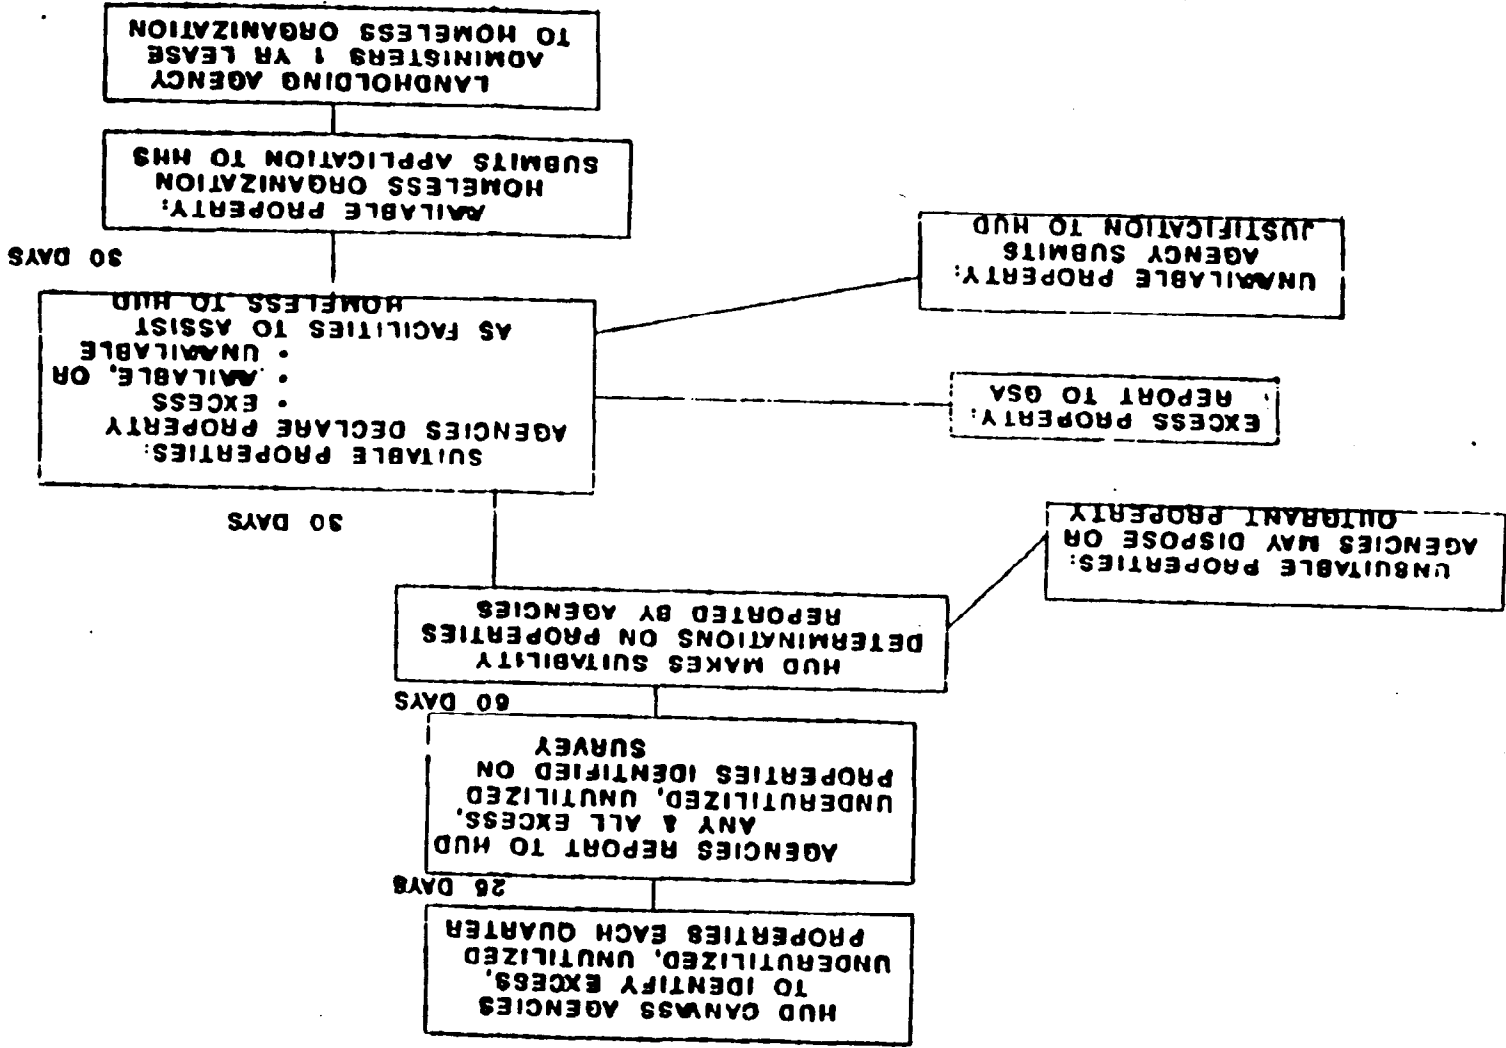 HUD CANVASS AGENCIES
TO IDENTIFY EXCESS,
UNDERUTILIZED, UNUTILIZED
PROPERTIES EACH QUARTER
25 DAYS
AGENCIES REPORT TO HUD
ANY & ALL EXCESS,
UNDERUTILIZED, UNUTILIZED
PROPERTIES IDENTIFIED ON
SURVEY
60 DAYS
HUD MAKES SUITABILITY
DETERMINATIONS ON PROPERTIES
REPORTED BY AGENCIES
UNSUITABLE PROPERTIES:
AGENCIES MAY DISPOSE OR
OUTGRANT PROPERTY
30 DAYS
SUITABLE PROPERTIES:
AGENCIES DECLARE PROPERTY
• EXCESS
• AVAILABLE, OR
• UNAVAILABLE
AS FACILITIES TO ASSIST
HOMELESS TO HUD
EXCESS PROPERTY:
REPORT TO GSA
UNAVAILABLE PROPERTY:
AGENCY SUBMITS
JUSTIFICATION TO HUD
30 DAYS
AVAILABLE PROPERTY:
HOMELESS ORGANIZATION
SUBMITS APPLICATION TO HHS
LANDHOLDING AGENCY
ADMINISTERS 1 YR LEASE
TO HOMELESS ORGANIZATION